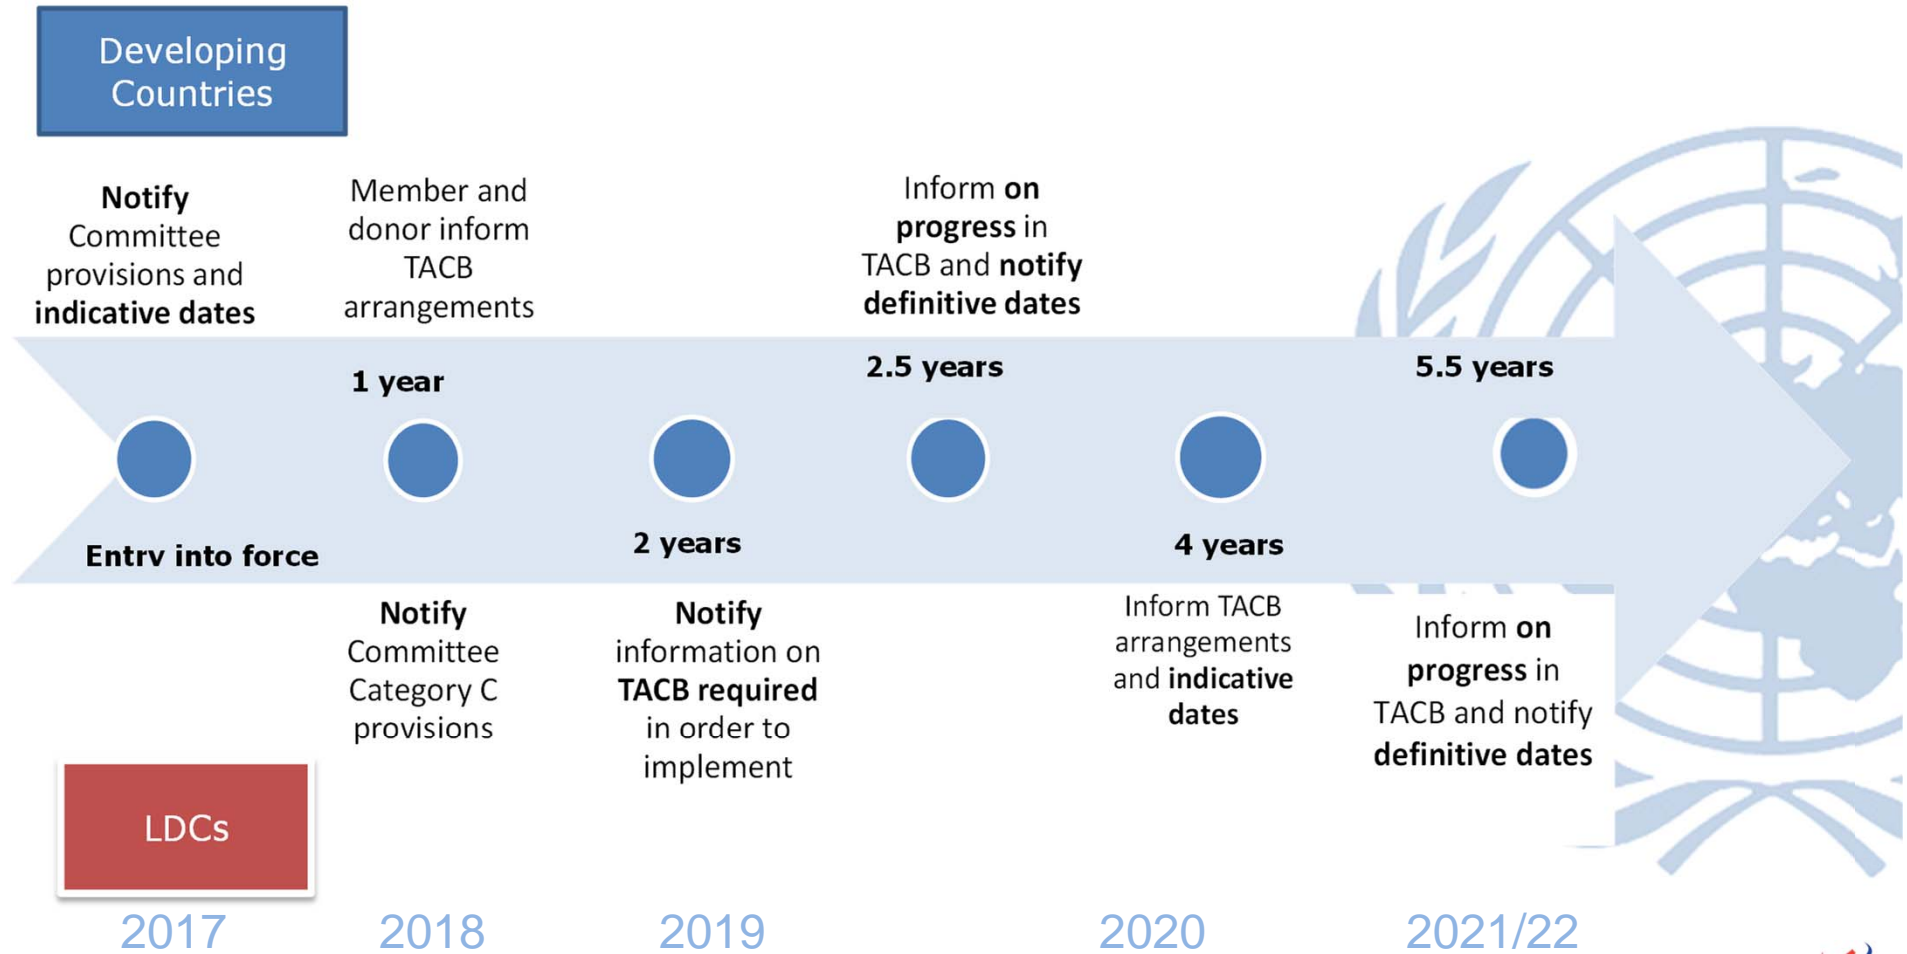 Developing
Countries
Notify
Committee
provisions and
indicative dates
Member and
donor inform
TACB
arrangements
Inform on
progress in
TACB and notify
definitive dates
1 year
2.5 years
5.5 years
Entrv into force
2 years
4 years
Notify
Committee
Category C
provisions
Notify
information on
TACB required
in order to
implement
Inform TACB
arrangements
and indicative
dates
Inform on
progress in
TACB and notify
definitive dates
LDCs
2017
2018
2019
2020
2021/22